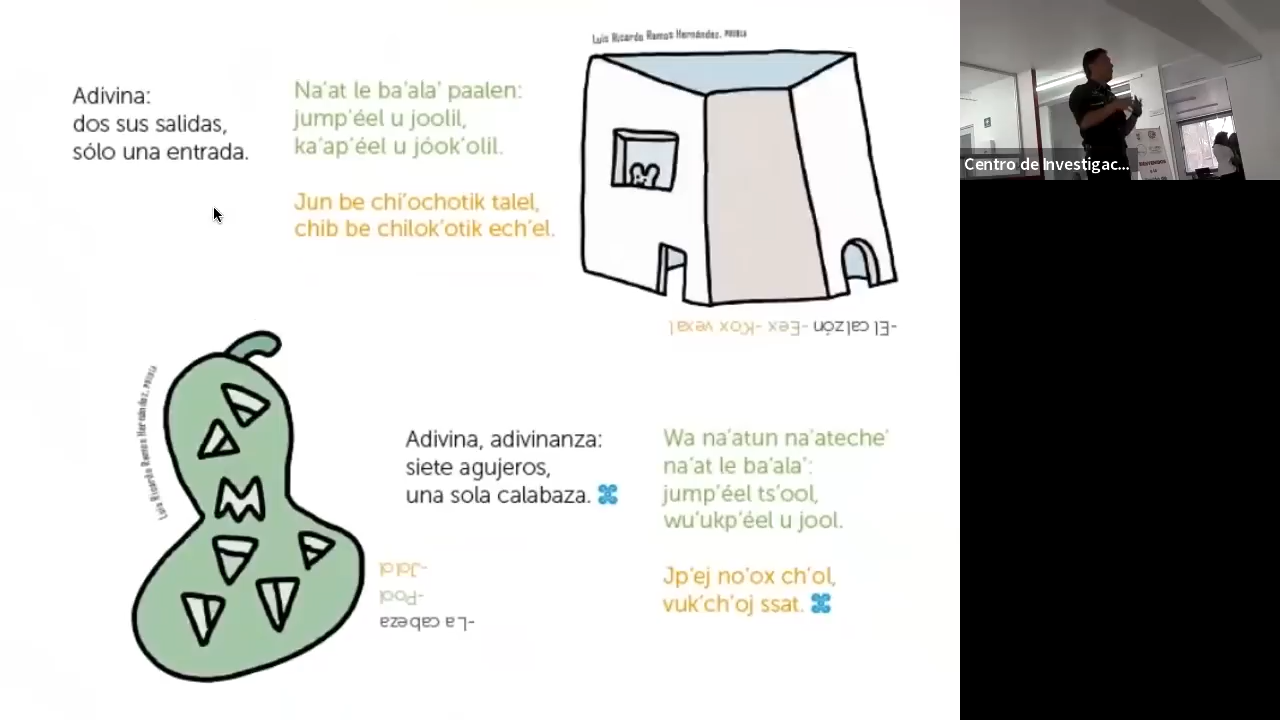 Luis Ricardo Ramos Hernández, PUEBLA
Adivina:
dos sus salidas,
sólo una entrada.
Na'at le ba'ala' paalen:
jump'éel u joolil,
ka'ap'éel u jóok'olil.
Jun be chi'ochotik talel,
chib be chilok'otik ech'el.
-El calzón -Eex -K'ox vexal
Luis Ricardo Ramos Hernández, PUEBLA
Adivina, adivinanza:
siete agujeros,
una sola calabaza.
Wa na'atun na'ateche'
na'at le ba'ala':
jump'éel ts'ool,
wu'ukp'éel u jool.
Jp'ej no'ox ch'ol,
vuk'ch'oj ssat.
-La cabeza
-Pool
-Jolol
Centro de Investigac...